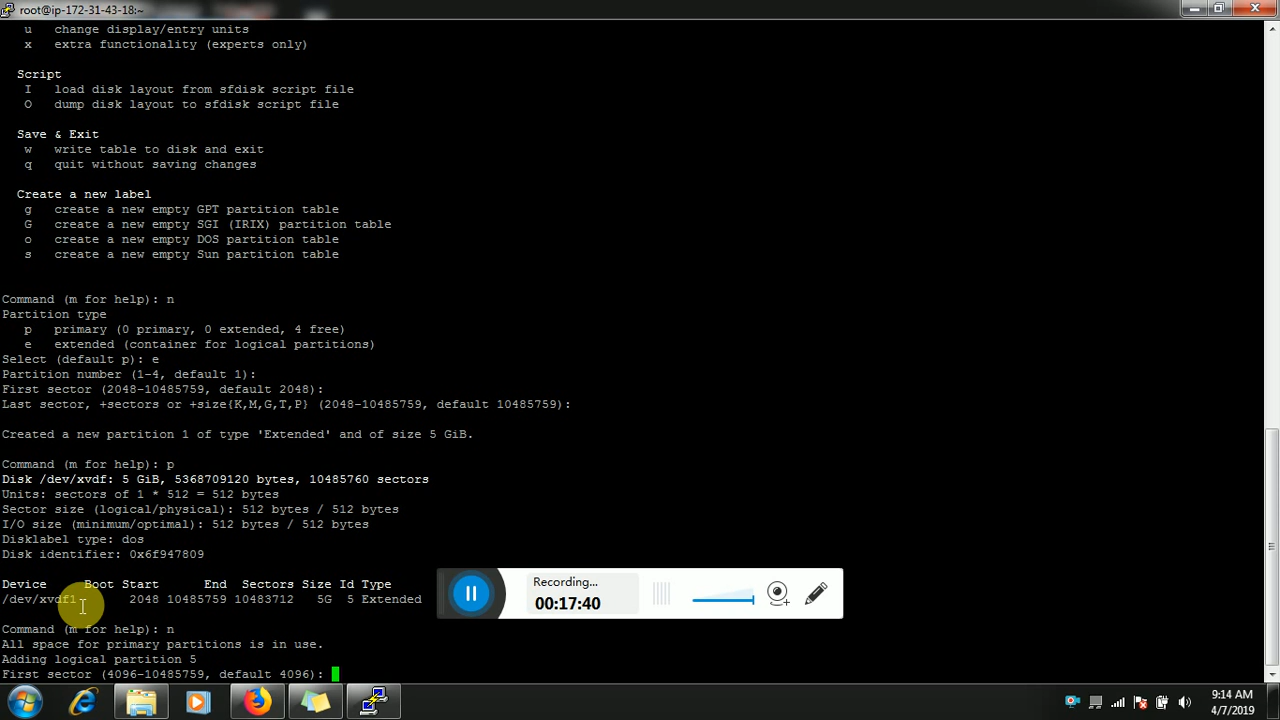 root@ip-172-31-43-18:~
u   change display/entry units
x   extra functionality (experts only)
Script
I   load disk layout from sfdisk script file
O   dump disk layout to sfdisk script file
Save & Exit
w   write table to disk and exit
q   quit without saving changes
Create a new label
g   create a new empty GPT partition table
G   create a new empty SGI (IRIX) partition table
o   create a new empty DOS partition table
s   create a new empty Sun partition table
Command (m for help): n
Partition type
p   primary (0 primary, 0 extended, 4 free)
e   extended (container for logical partitions)
Select (default p): e
Partition number (1-4, default 1):
First sector (2048-10485759, default 2048):
Last sector, +sectors or +size{K,M,G,T,P} (2048-10485759, default 10485759):
Created a new partition 1 of type 'Extended' and of size 5 GiB.
Command (m for help): p
Disk /dev/xvdf: 5 GiB, 5368709120 bytes, 10485760 sectors
Units: sectors of 1 * 512 = 512 bytes
Sector size (logical/physical): 512 bytes / 512 bytes
I/O size (minimum/optimal): 512 bytes / 512 bytes
Disklabel type: dos
Disk identifier: 0x6f947809
Device     Boot Start      End  Sectors Size Id Type
/dev/xvdf1       2048 10485759 10483712   5G  5 Extended
Command (m for help): n
All space for primary partitions is in use.
Adding logical partition 5
First sector (4096-10485759, default 4096):
Recording...
00:17:40
9:14 AM
4/7/2019